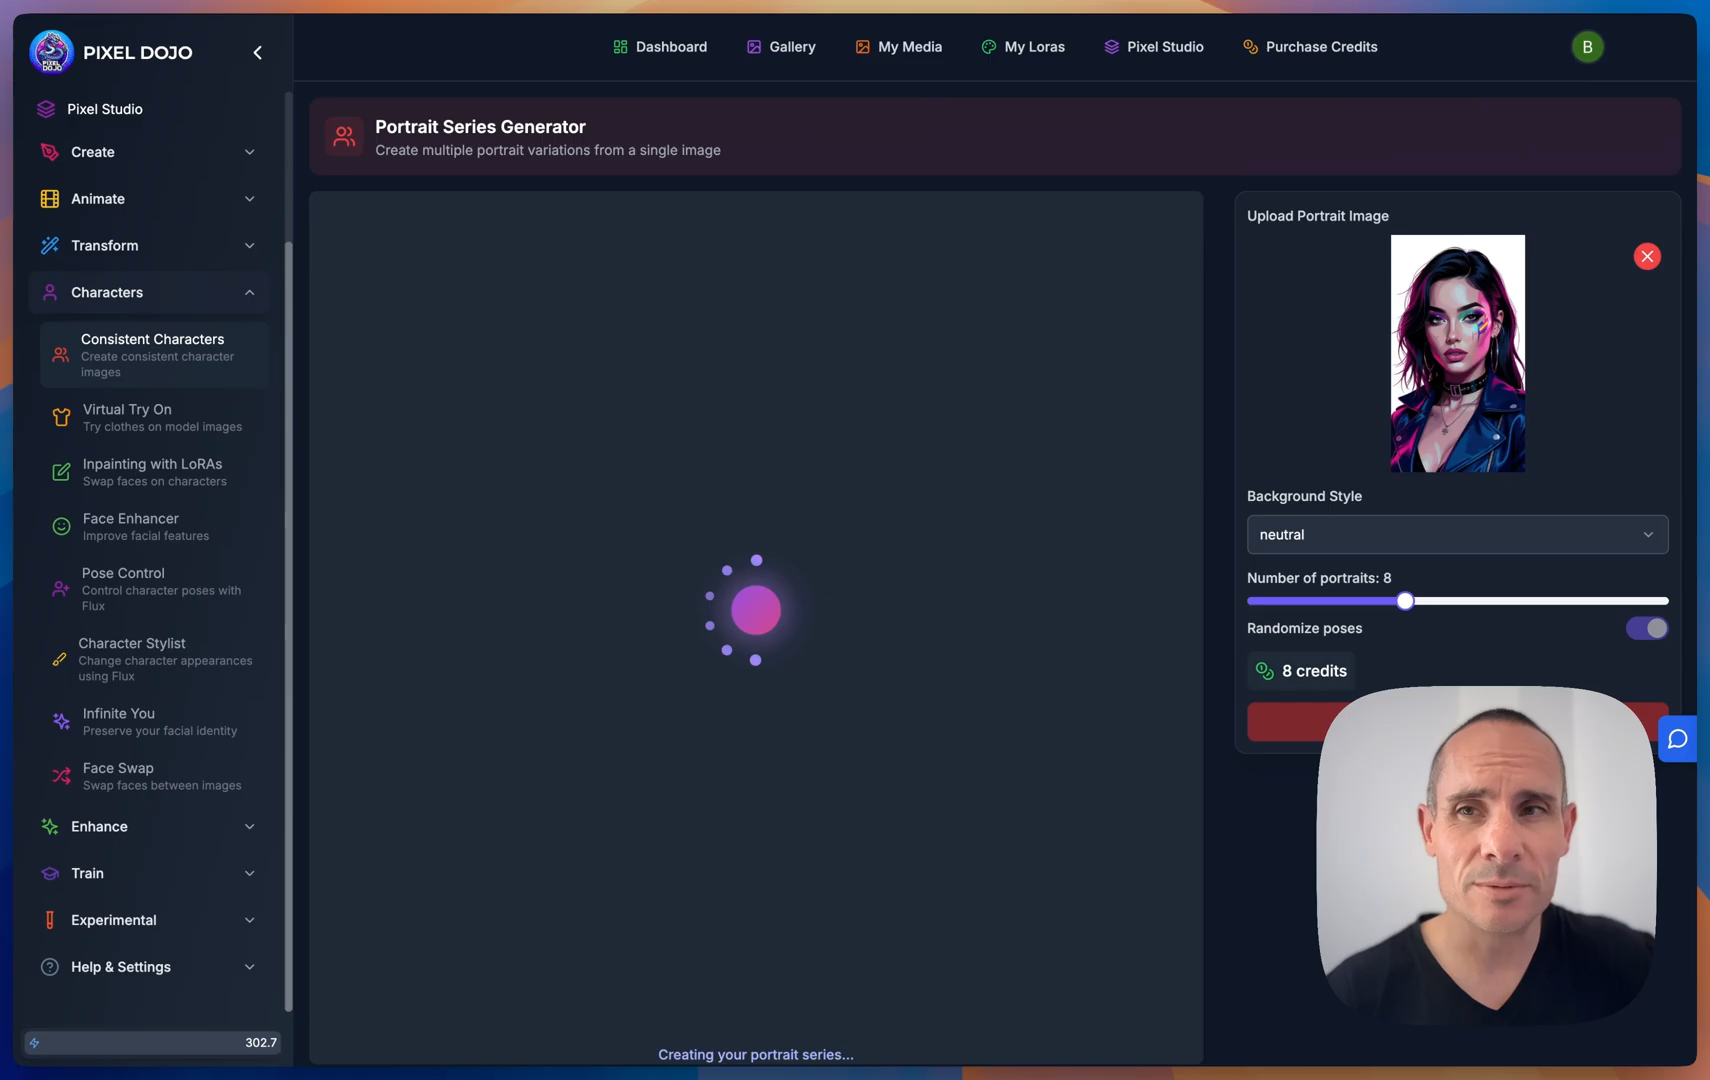 PIXEL DOJO
PIXEL DOJO
Dashboard
Gallery
My Media
My Loras
Pixel Studio
Purchase Credits
B
Pixel Studio
Create
Animate
Transform
Characters
Consistent Characters
Create consistent character
images
Virtual Try On
Try clothes on model images
Inpainting with LoRAs
Swap faces on characters
Face Enhancer
Improve facial features
Pose Control
Control character poses with
Flux
Character Stylist
Change character appearances
using Flux
Infinite You
Preserve your facial identity
Face Swap
Swap faces between images
Enhance
Train
Experimental
Help & Settings
302.7
Portrait Series Generator
Create multiple portrait variations from a single image
Creating your portrait series...
Upload Portrait Image
Background Style
neutral
Number of portraits: 8
Randomize poses
8 credits